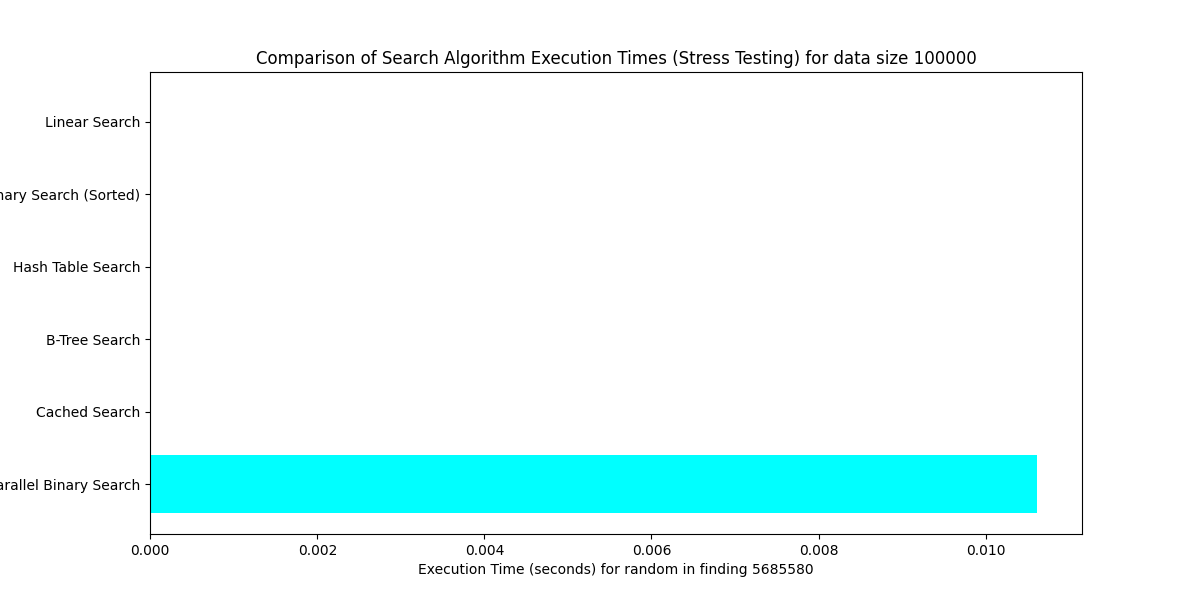 Comparison of Search Algorithm Execution Times (Stress Testing) for data size 100000
Linear Search
nary Search (Sorted)
Hash Table Search
B-Tree Search
Cached Search
arallel Binary Search
0.000 0.002 0.004 0.006 0.008 0.010
Execution Time (seconds) for random in finding 5685580